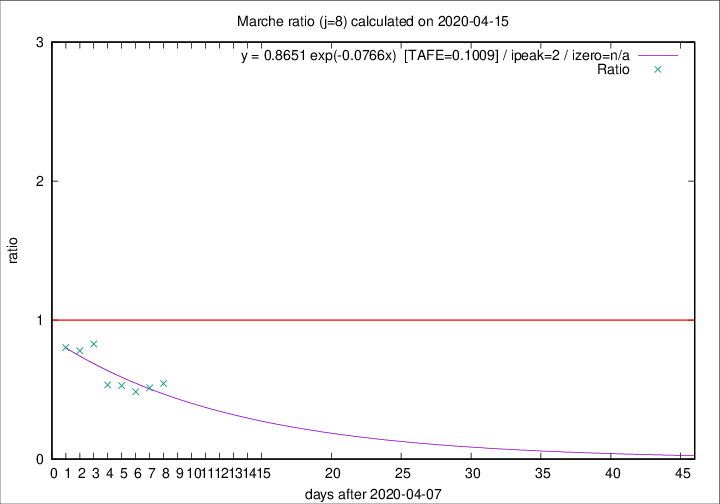 Marche ratio (j=8) calculated on 2020-04-15
y = 0.8651 exp(-0.0766x)  [TAFE=0.1009] / ipeak=2 / izero=n/a
Ratio
3
2
1
0
ratio
0 1 2 3 4 5 6 7 8 9 10 11 12 13 14 15 20 25 30 35 40 45
days after 2020-04-07